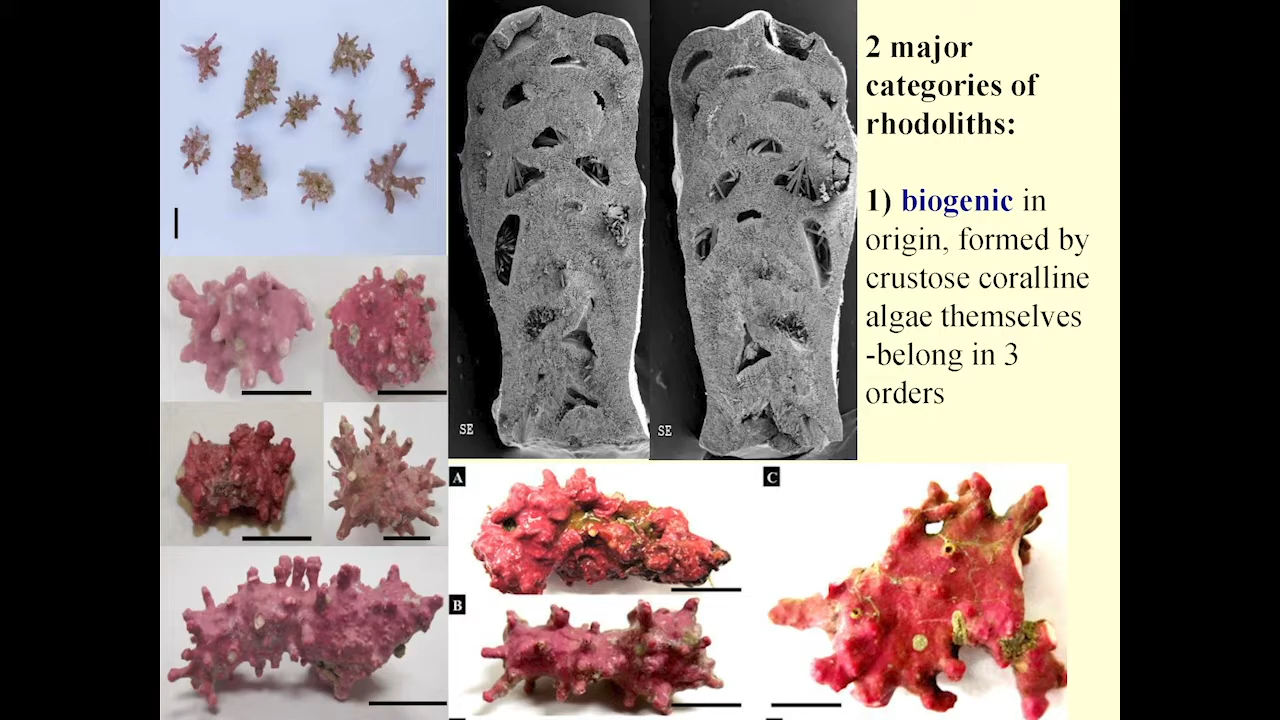 2 major
categories of
rhodoliths:
1) biogenic in
origin, formed by
crustose coralline
algae themselves
-belong in 3
orders
SE
SE
A
B
C